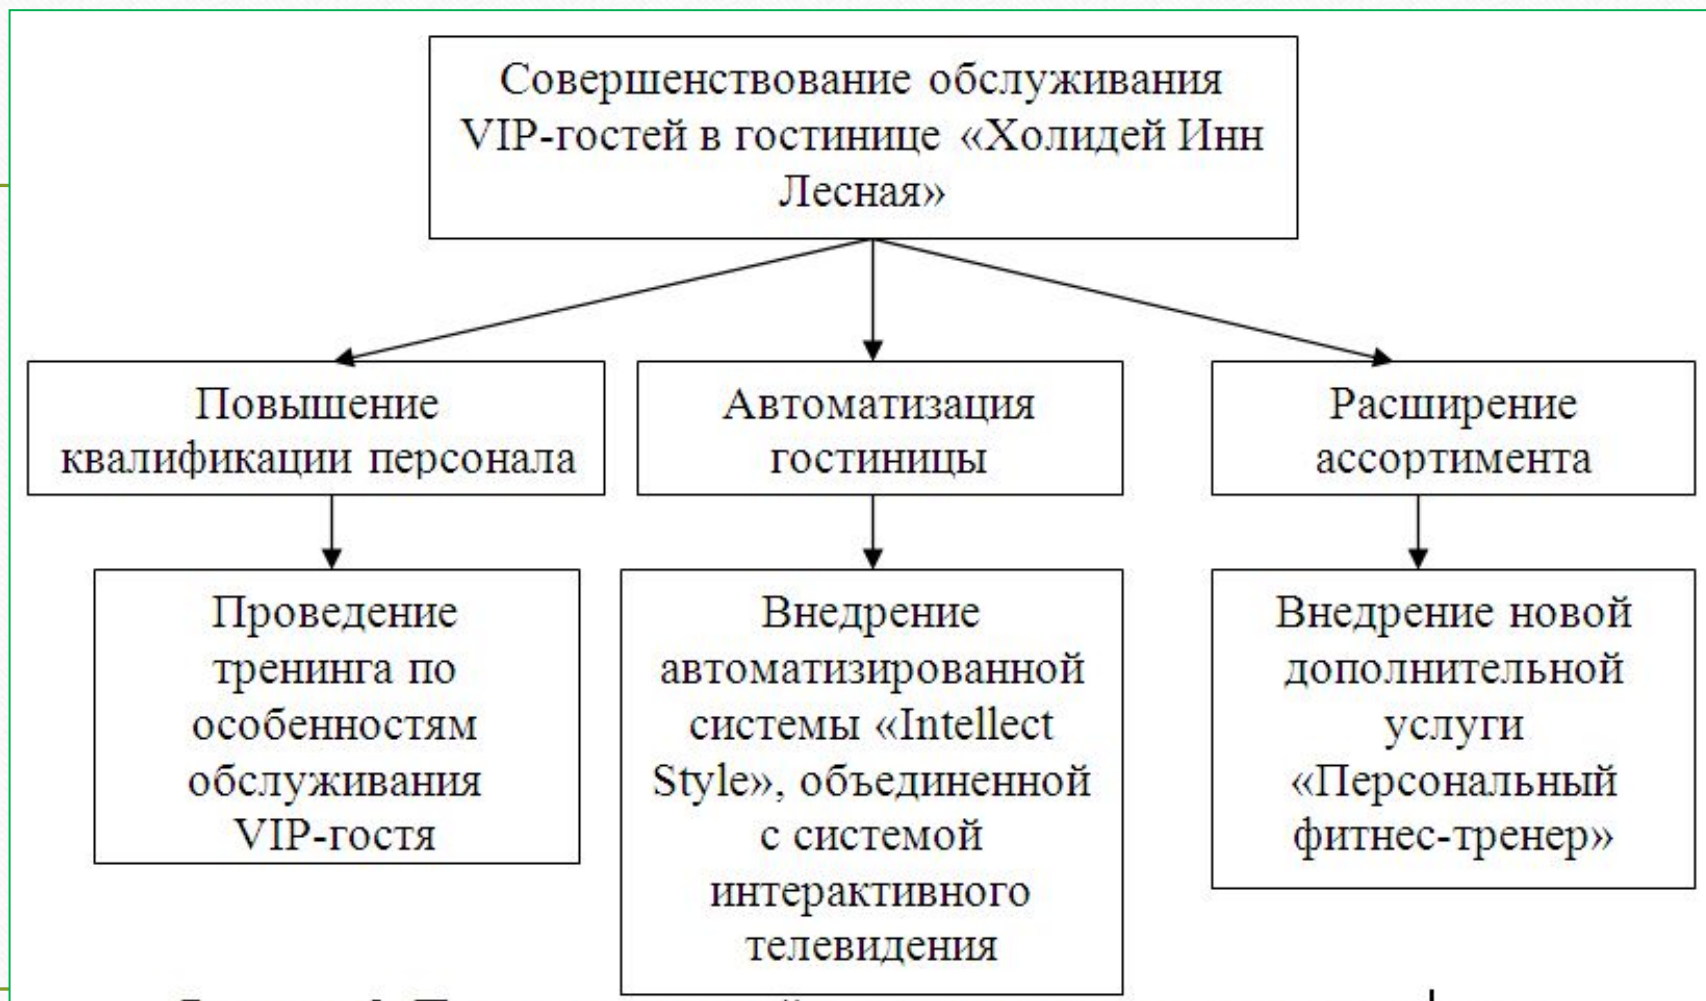 Совершенствование обслуживания
VIP-гостей в гостинице «Холидей Инн
Лесная»
Повышение
квалификации персонала
Автоматизация
гостиницы
Расширение
ассортимента
Проведение
тренинга по
особенностям
обслуживания
VIP-гостя
Внедрение
автоматизированной
системы «Intellect
Style», объединенной
с системой
интерактивного
телевидения
Внедрение новой
дополнительной
услуги
«Персональный
фитнес-тренер»